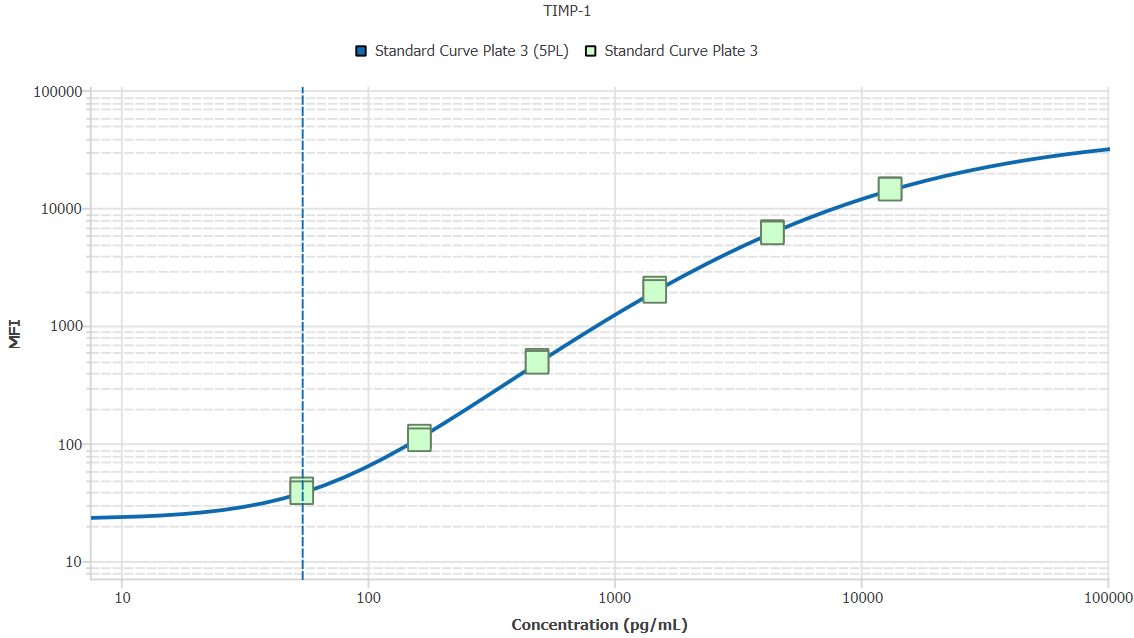 TIMP-1
Standard Curve Plate 3 (5PL) Standard Curve Plate 3
100000
10000
1000
100
10
MFI
10 100 1000 10000 100000
Concentration (pg/mL)